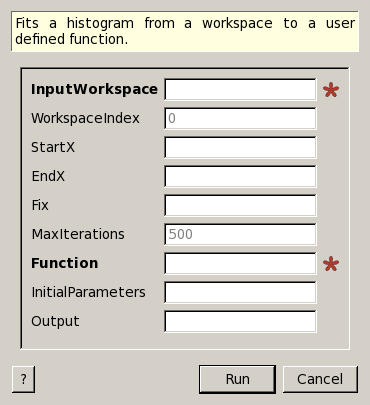 Fits a histogram from a workspace to a user
defined function.
InputWorkspace *
WorkspaceIndex 0
StartX
EndX
Fix
MaxIterations 500
Function *
InitialParameters
Output
? Run Cancel